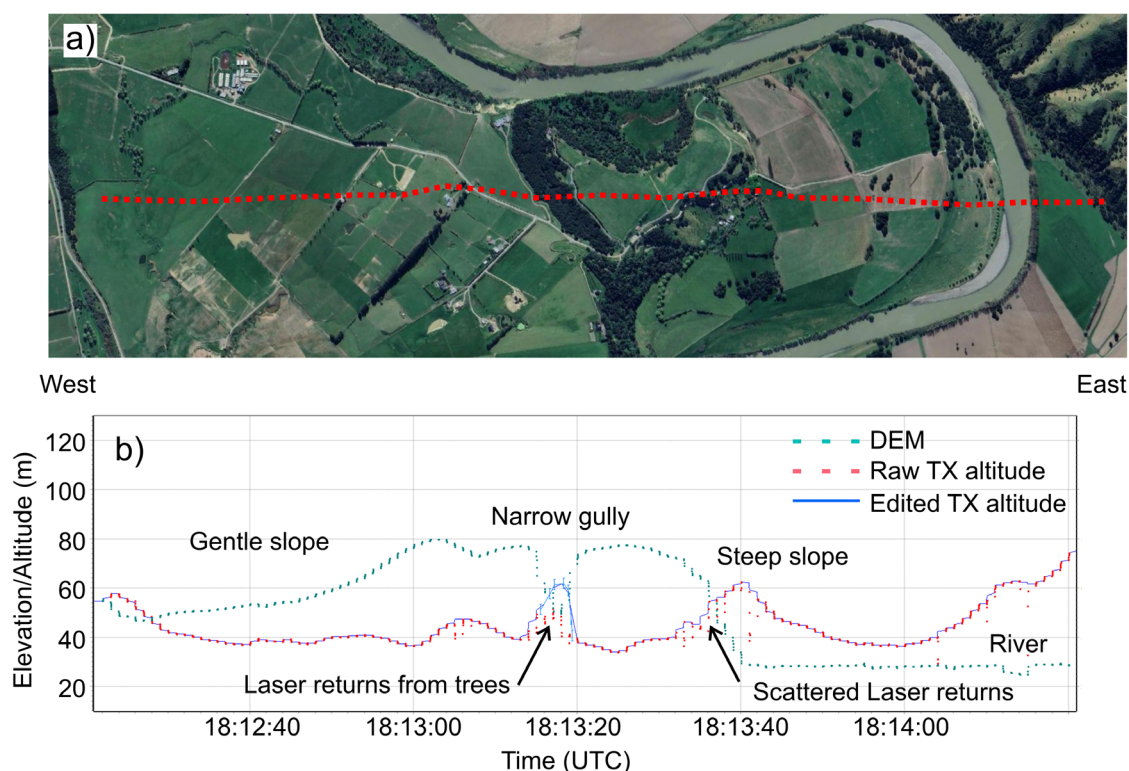 a)
West
East
b)
DEM
Raw TX altitude
Edited TX altitude
Gentle slope
Narrow gully
Steep slope
River
Laser returns from trees
Scattered Laser returns
Elevation/Altitude (m)
120
100
80
60
40
20
18:12:40
18:13:00
18:13:20
18:13:40
18:14:00
Time (UTC)